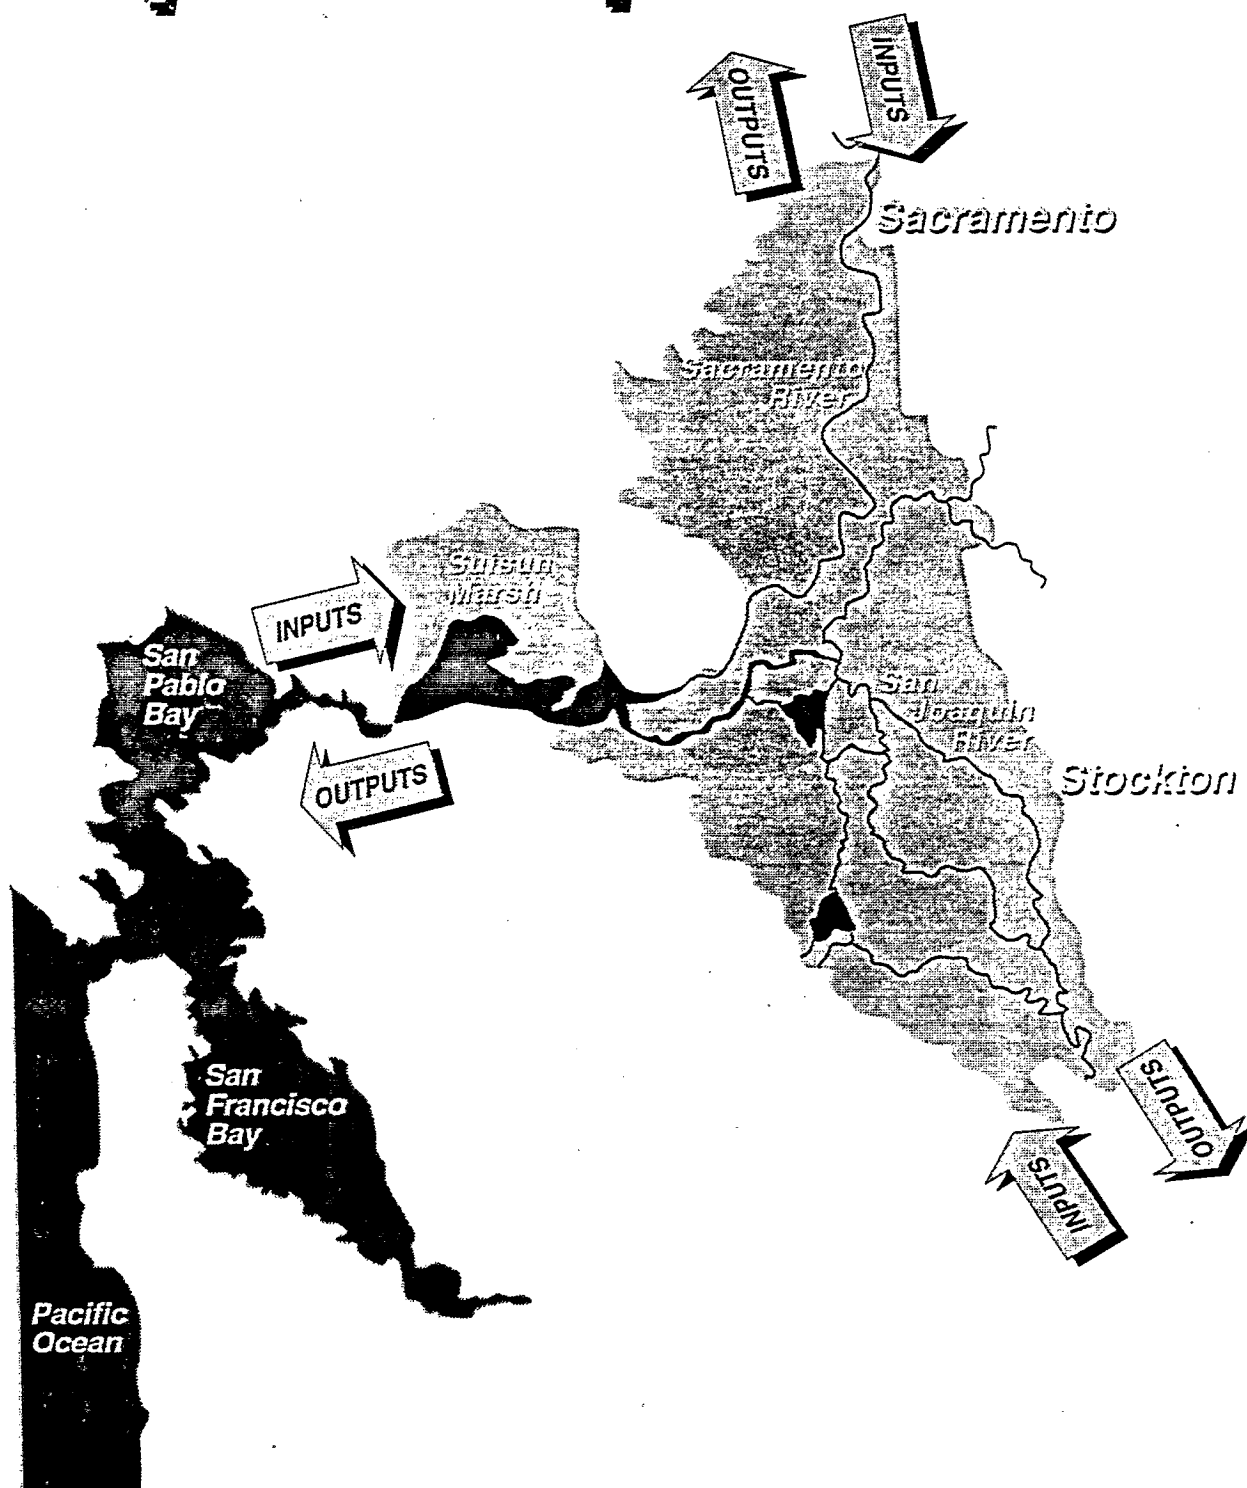 OUTPUTS
INPUTS
Sacramento
Sacramento
River
Suisun
Marsh
INPUTS
San
Pablo
Bay
San
Joaquin
River
OUTPUTS
Stockton
San
Francisco
Bay
OUTPUTS
INPUTS
Pacific
Ocean